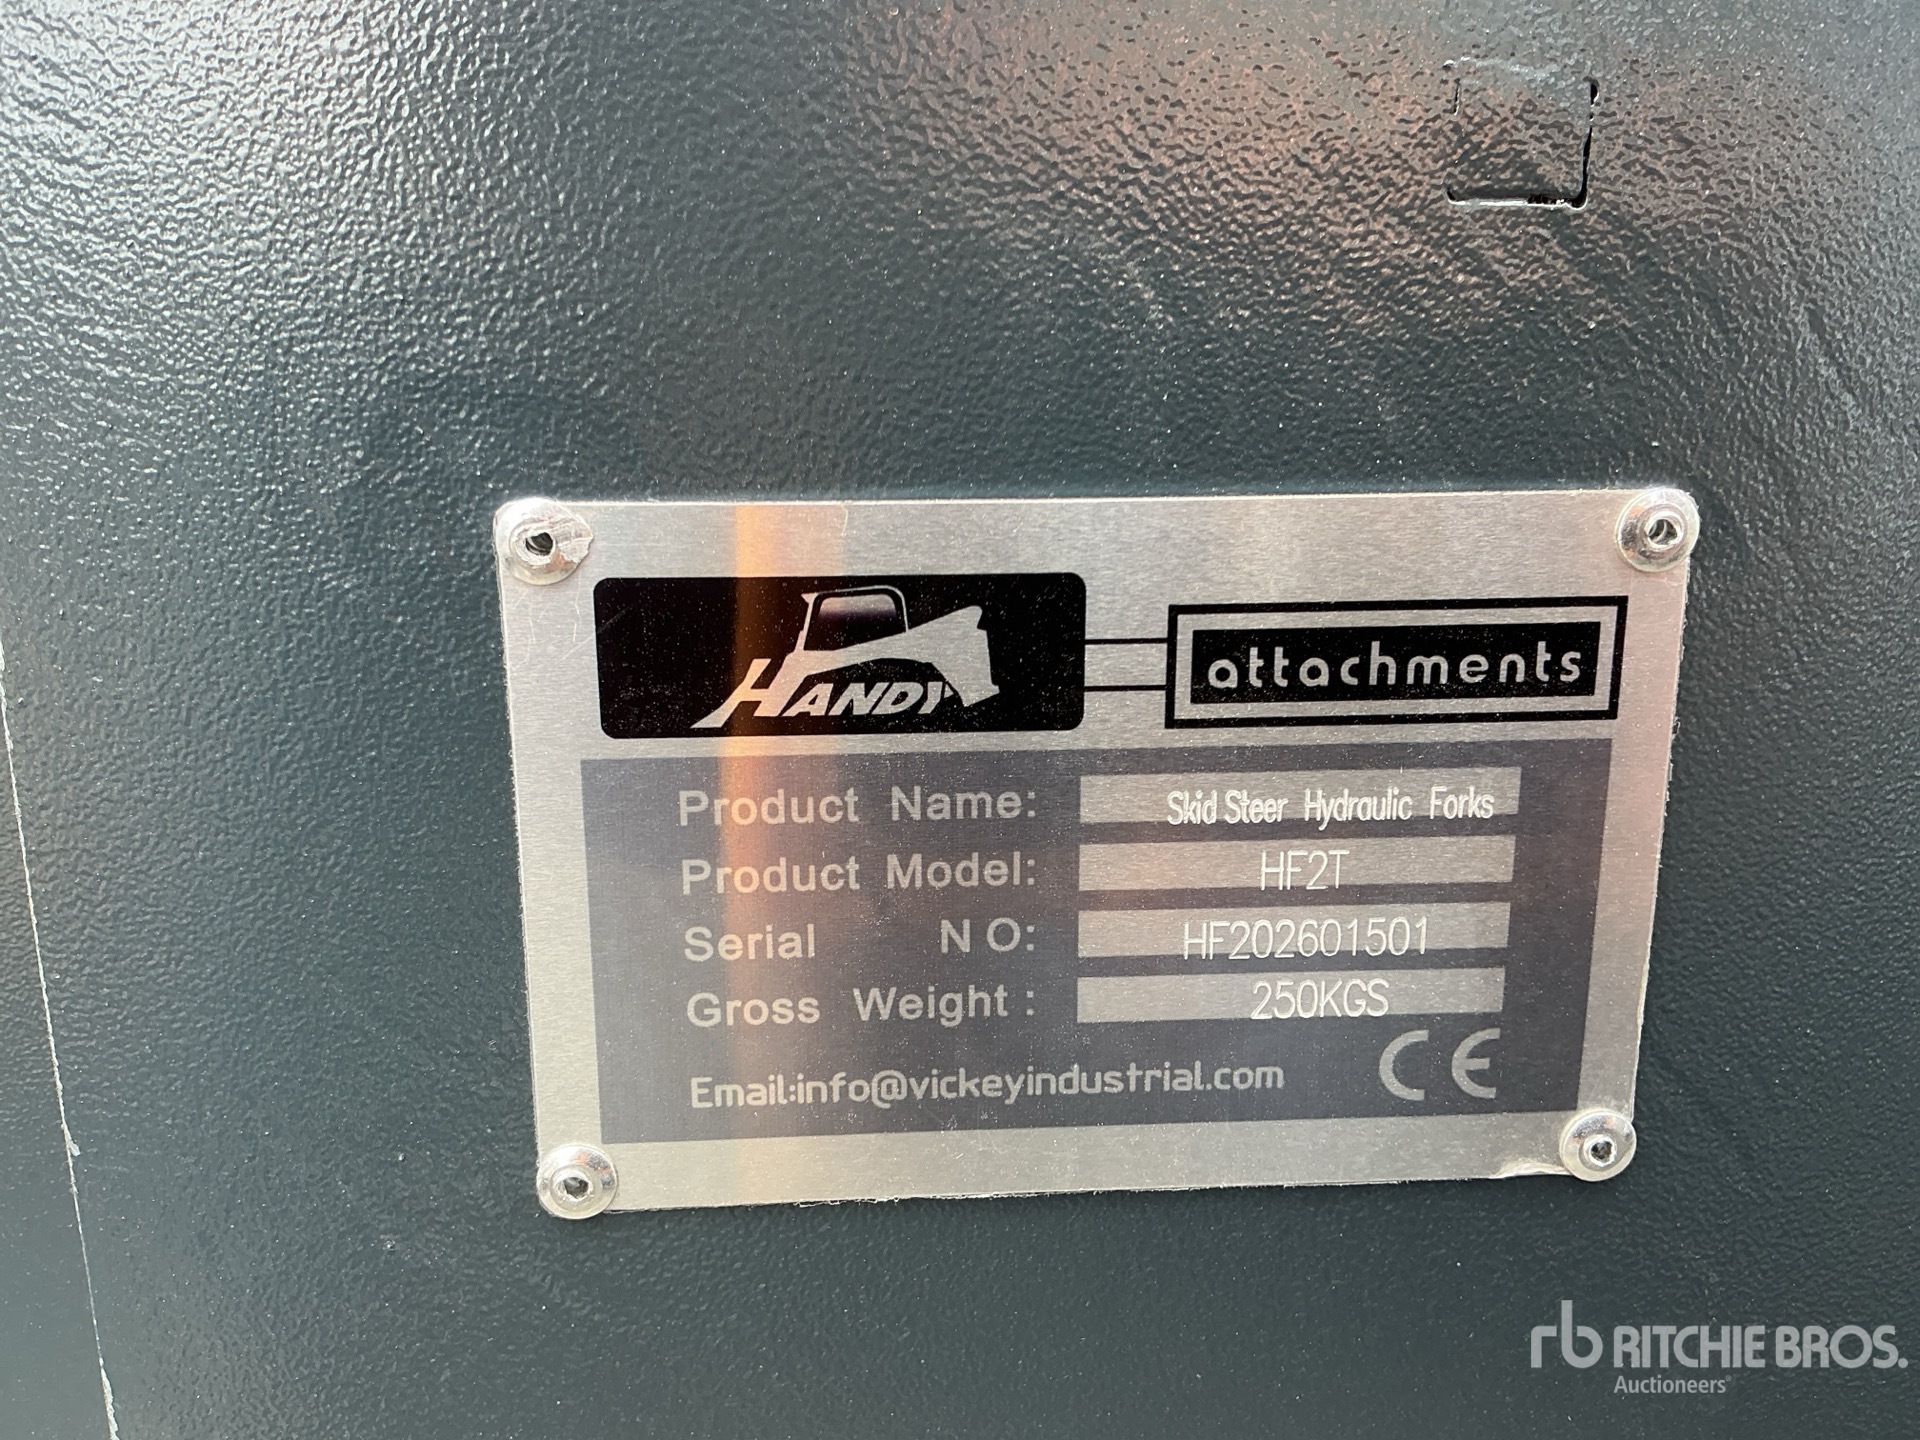 HANDY attachments
Product Name: Skid Steer Hydraulic Forks
Product Model: HF2T
Serial NO: HF202601501
Gross Weight: 250KGS
Email:info@vickeyindustrial.com CE
rb RITCHIE BROS.
Auctioneers